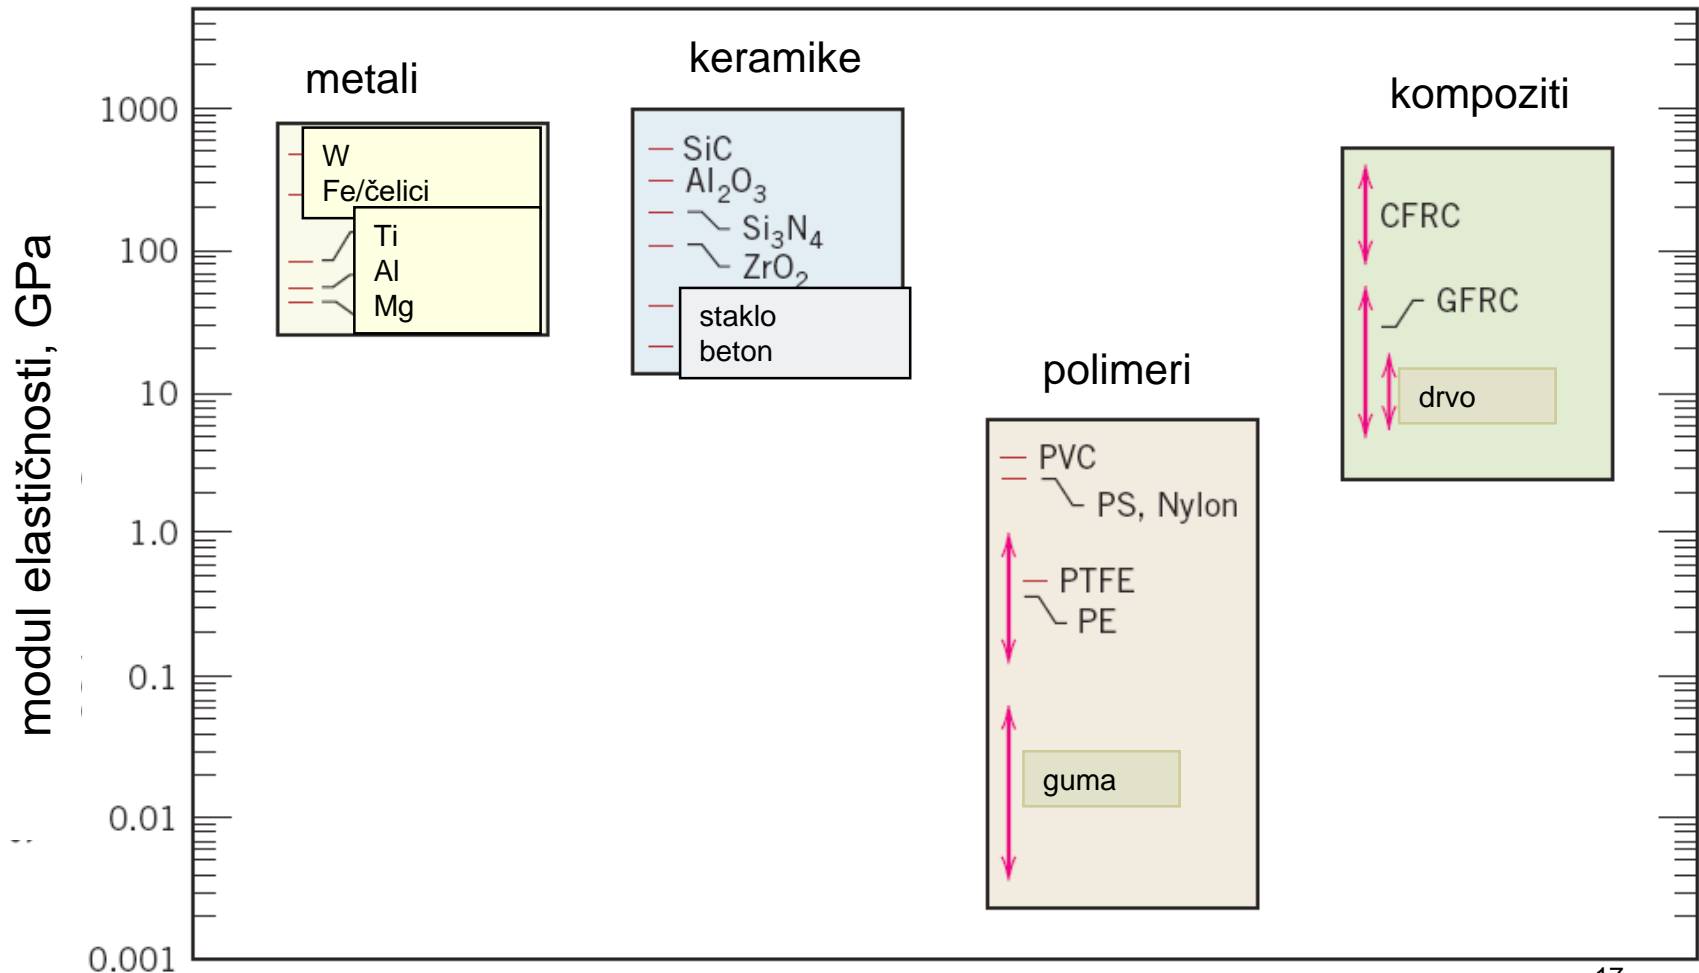 modul elastičnosti, GPa
1000
100
10
1.0
0.1
0.01
0.001
metali
W
Fe/čelici
Ti
Al
Mg
keramike
SiC
Al₂O₃
Si₃N₄
ZrO₂
staklo
beton
polimeri
PVC
PS, Nylon
PTFE
PE
guma
kompoziti
CFRC
GFRC
drvo